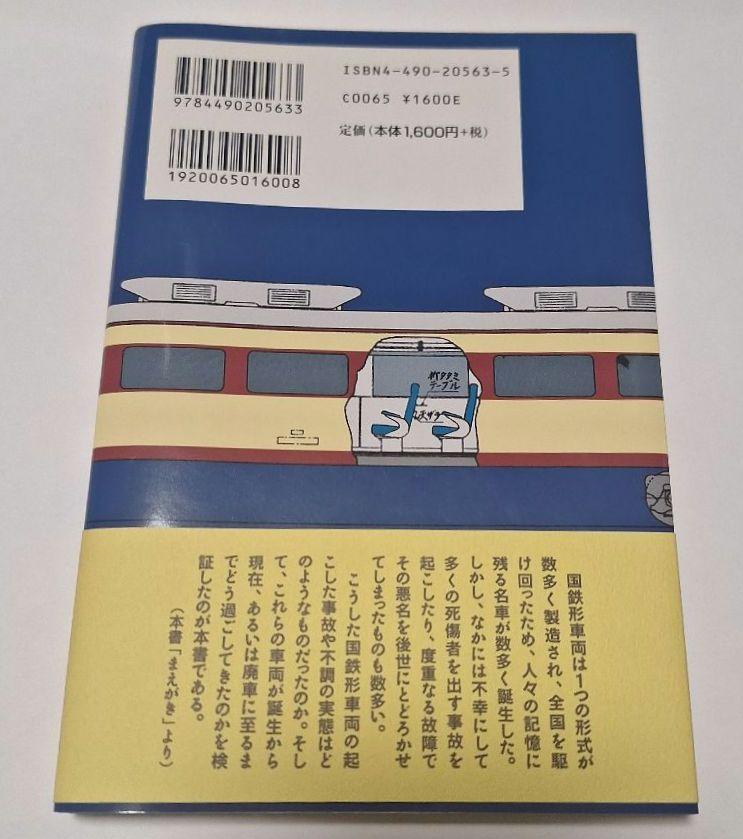 9784490205633
1920065016008
ISBN4-490-20563-5
C0065 ¥1600E
定価(本体1,600円+税)
折タタミ
テーブル
国鉄形車両は1つの形式が
数多く製造され、全国を駆
け回ったため、人々の記憶に
残る名車が数多く誕生した。
しかし、なかには不幸にして
多くの死傷者を出す事故を
起こしたり、度重なる故障で
その悪名を後世にとどろかせ
てしまったものも数多い。
こうした国鉄形車両の起
こした事故や不調の実態はど
のようなものだったのか。そし
て、これらの車両が誕生から
現在、あるいは廃車に至るま
でどう過ごしてきたのかを検
証したのが本書である。
(本書「まえがき」より)